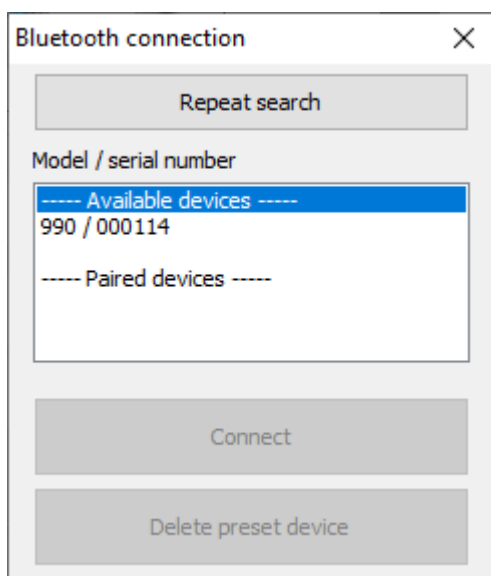 Bluetooth connection
Repeat search
Model / serial number
----- Available devices -----
990 / 000114
----- Paired devices -----
Connect
Delete preset device